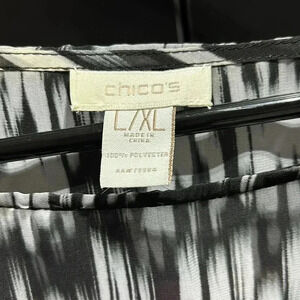 chico's
L/XL
MADE IN
CHINA
100% POLYESTER